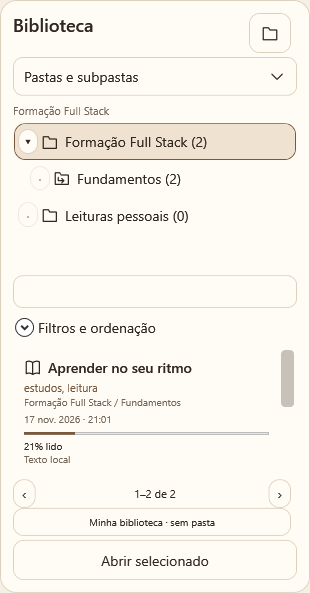 Biblioteca
Pastas e subpastas
Formação Full Stack
Formação Full Stack (2)
Fundamentos (2)
Leituras pessoais (0)
Filtros e ordenação
Aprender no seu ritmo
estudos, leitura
Formação Full Stack / Fundamentos
17 nov. 2026 · 21:01
21% lido
Texto local
‹ 1–2 de 2 ›
Minha biblioteca · sem pasta
Abrir selecionado